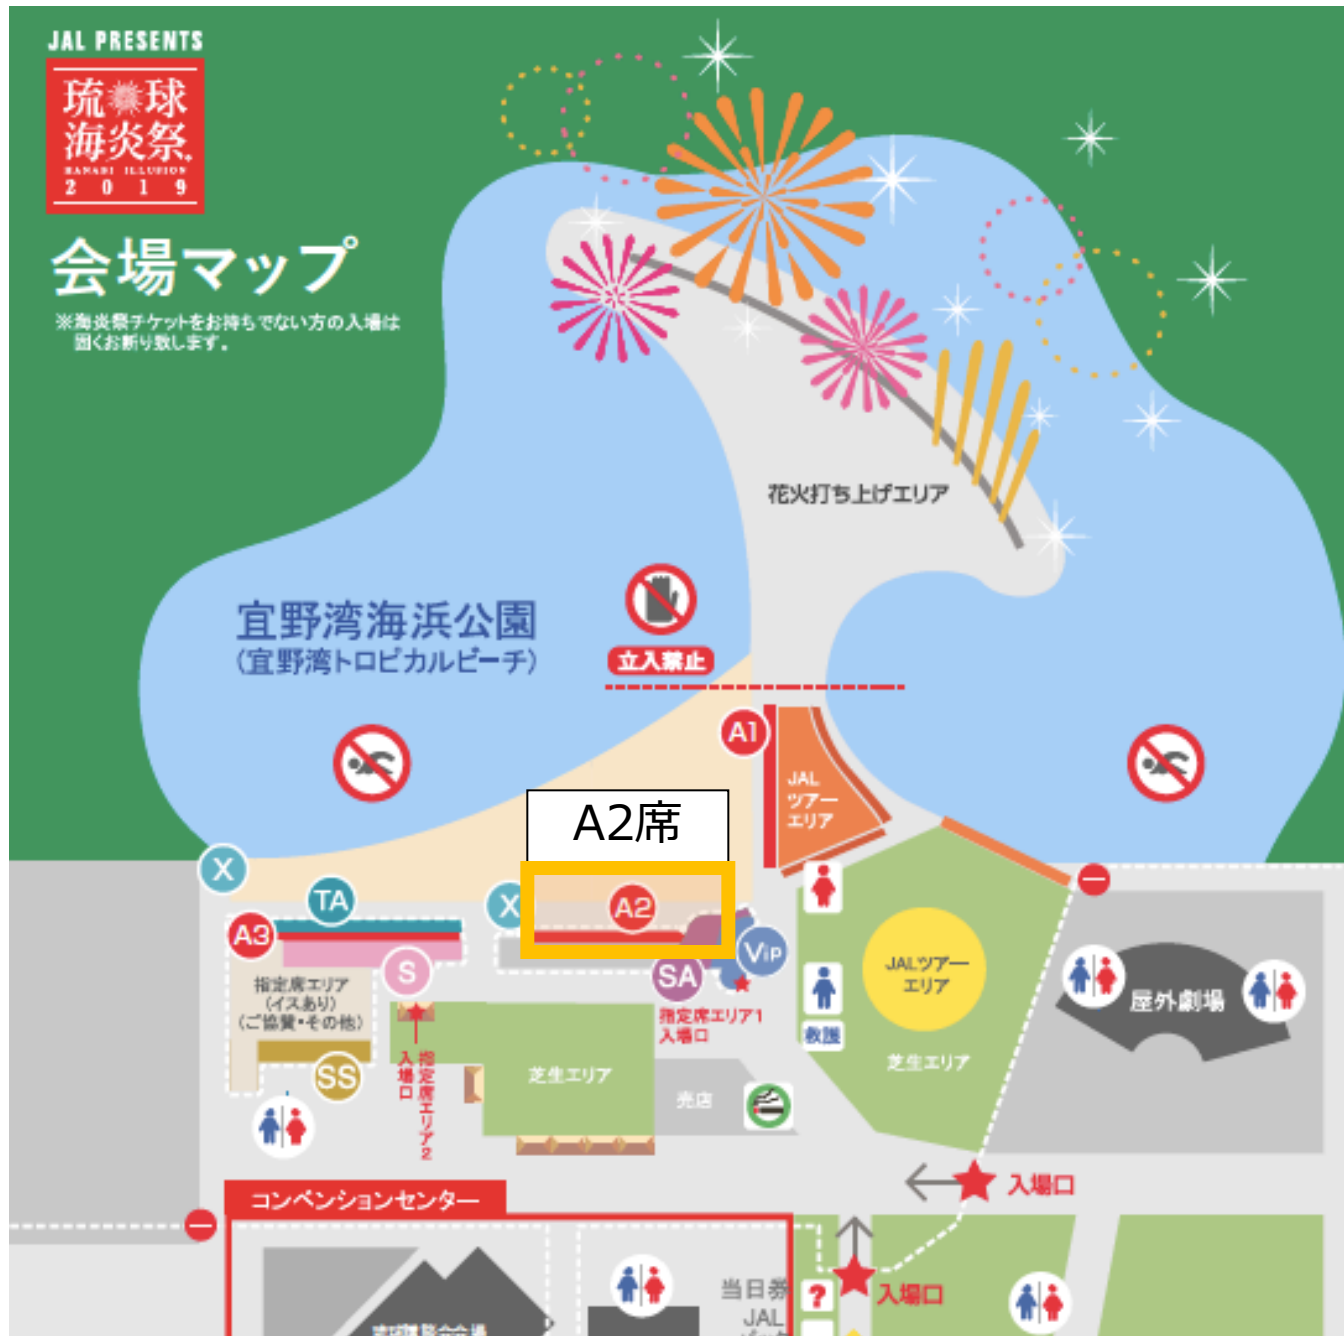 JAL PRESENTS
琉球
海炎祭
HANABI ILLUSION
2019
会場マップ
※海炎祭チケットをお持ちでない方の入場は
固くお断り致します。
花火打ち上げエリア
宜野湾海浜公園
(宜野湾トロピカルビーチ)
立入禁止
A1
JAL
ツアー
エリア
A2席
X
TA
X
A2
A3
S
SA
VIP
指定席エリア
(イスあり)
(ご協賛・その他)
SS
指定席エリア2
入場口
指定席エリア1
入場口
芝生エリア
売店
救護
JALツアー
エリア
芝生エリア
屋外劇場
入場口
コンベンションセンター
当日券
JAL
?
入場口